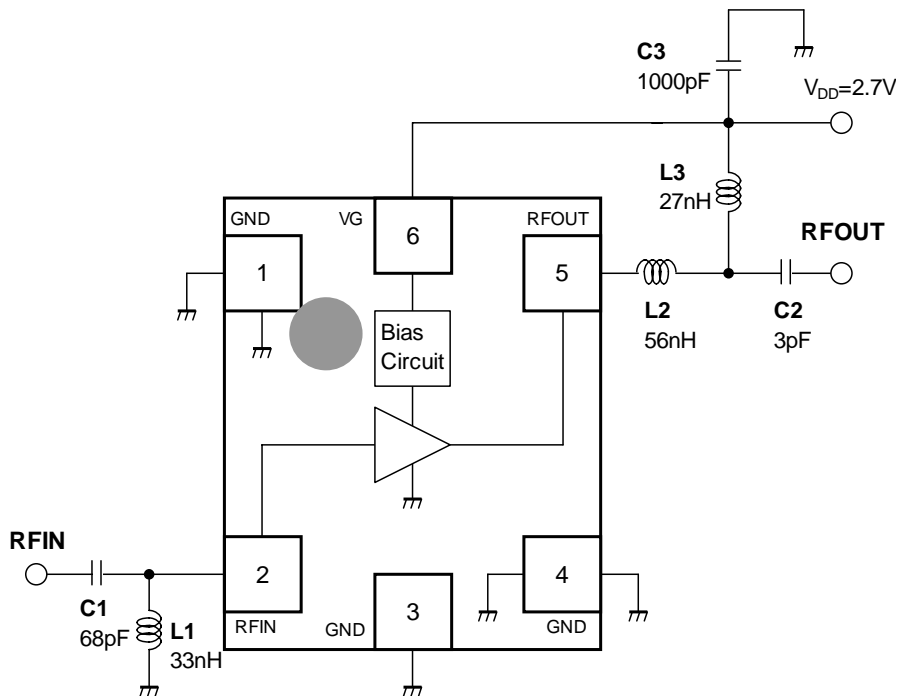 C3
1000pF
VDD=2.7V
L3
27nH
RFOUT
GND
VG
RFOUT
6
1
5
L2
56nH
C2
3pF
Bias
Circuit
RFIN
2
4
3
C1
68pF
L1
33nH
RFIN
GND
GND